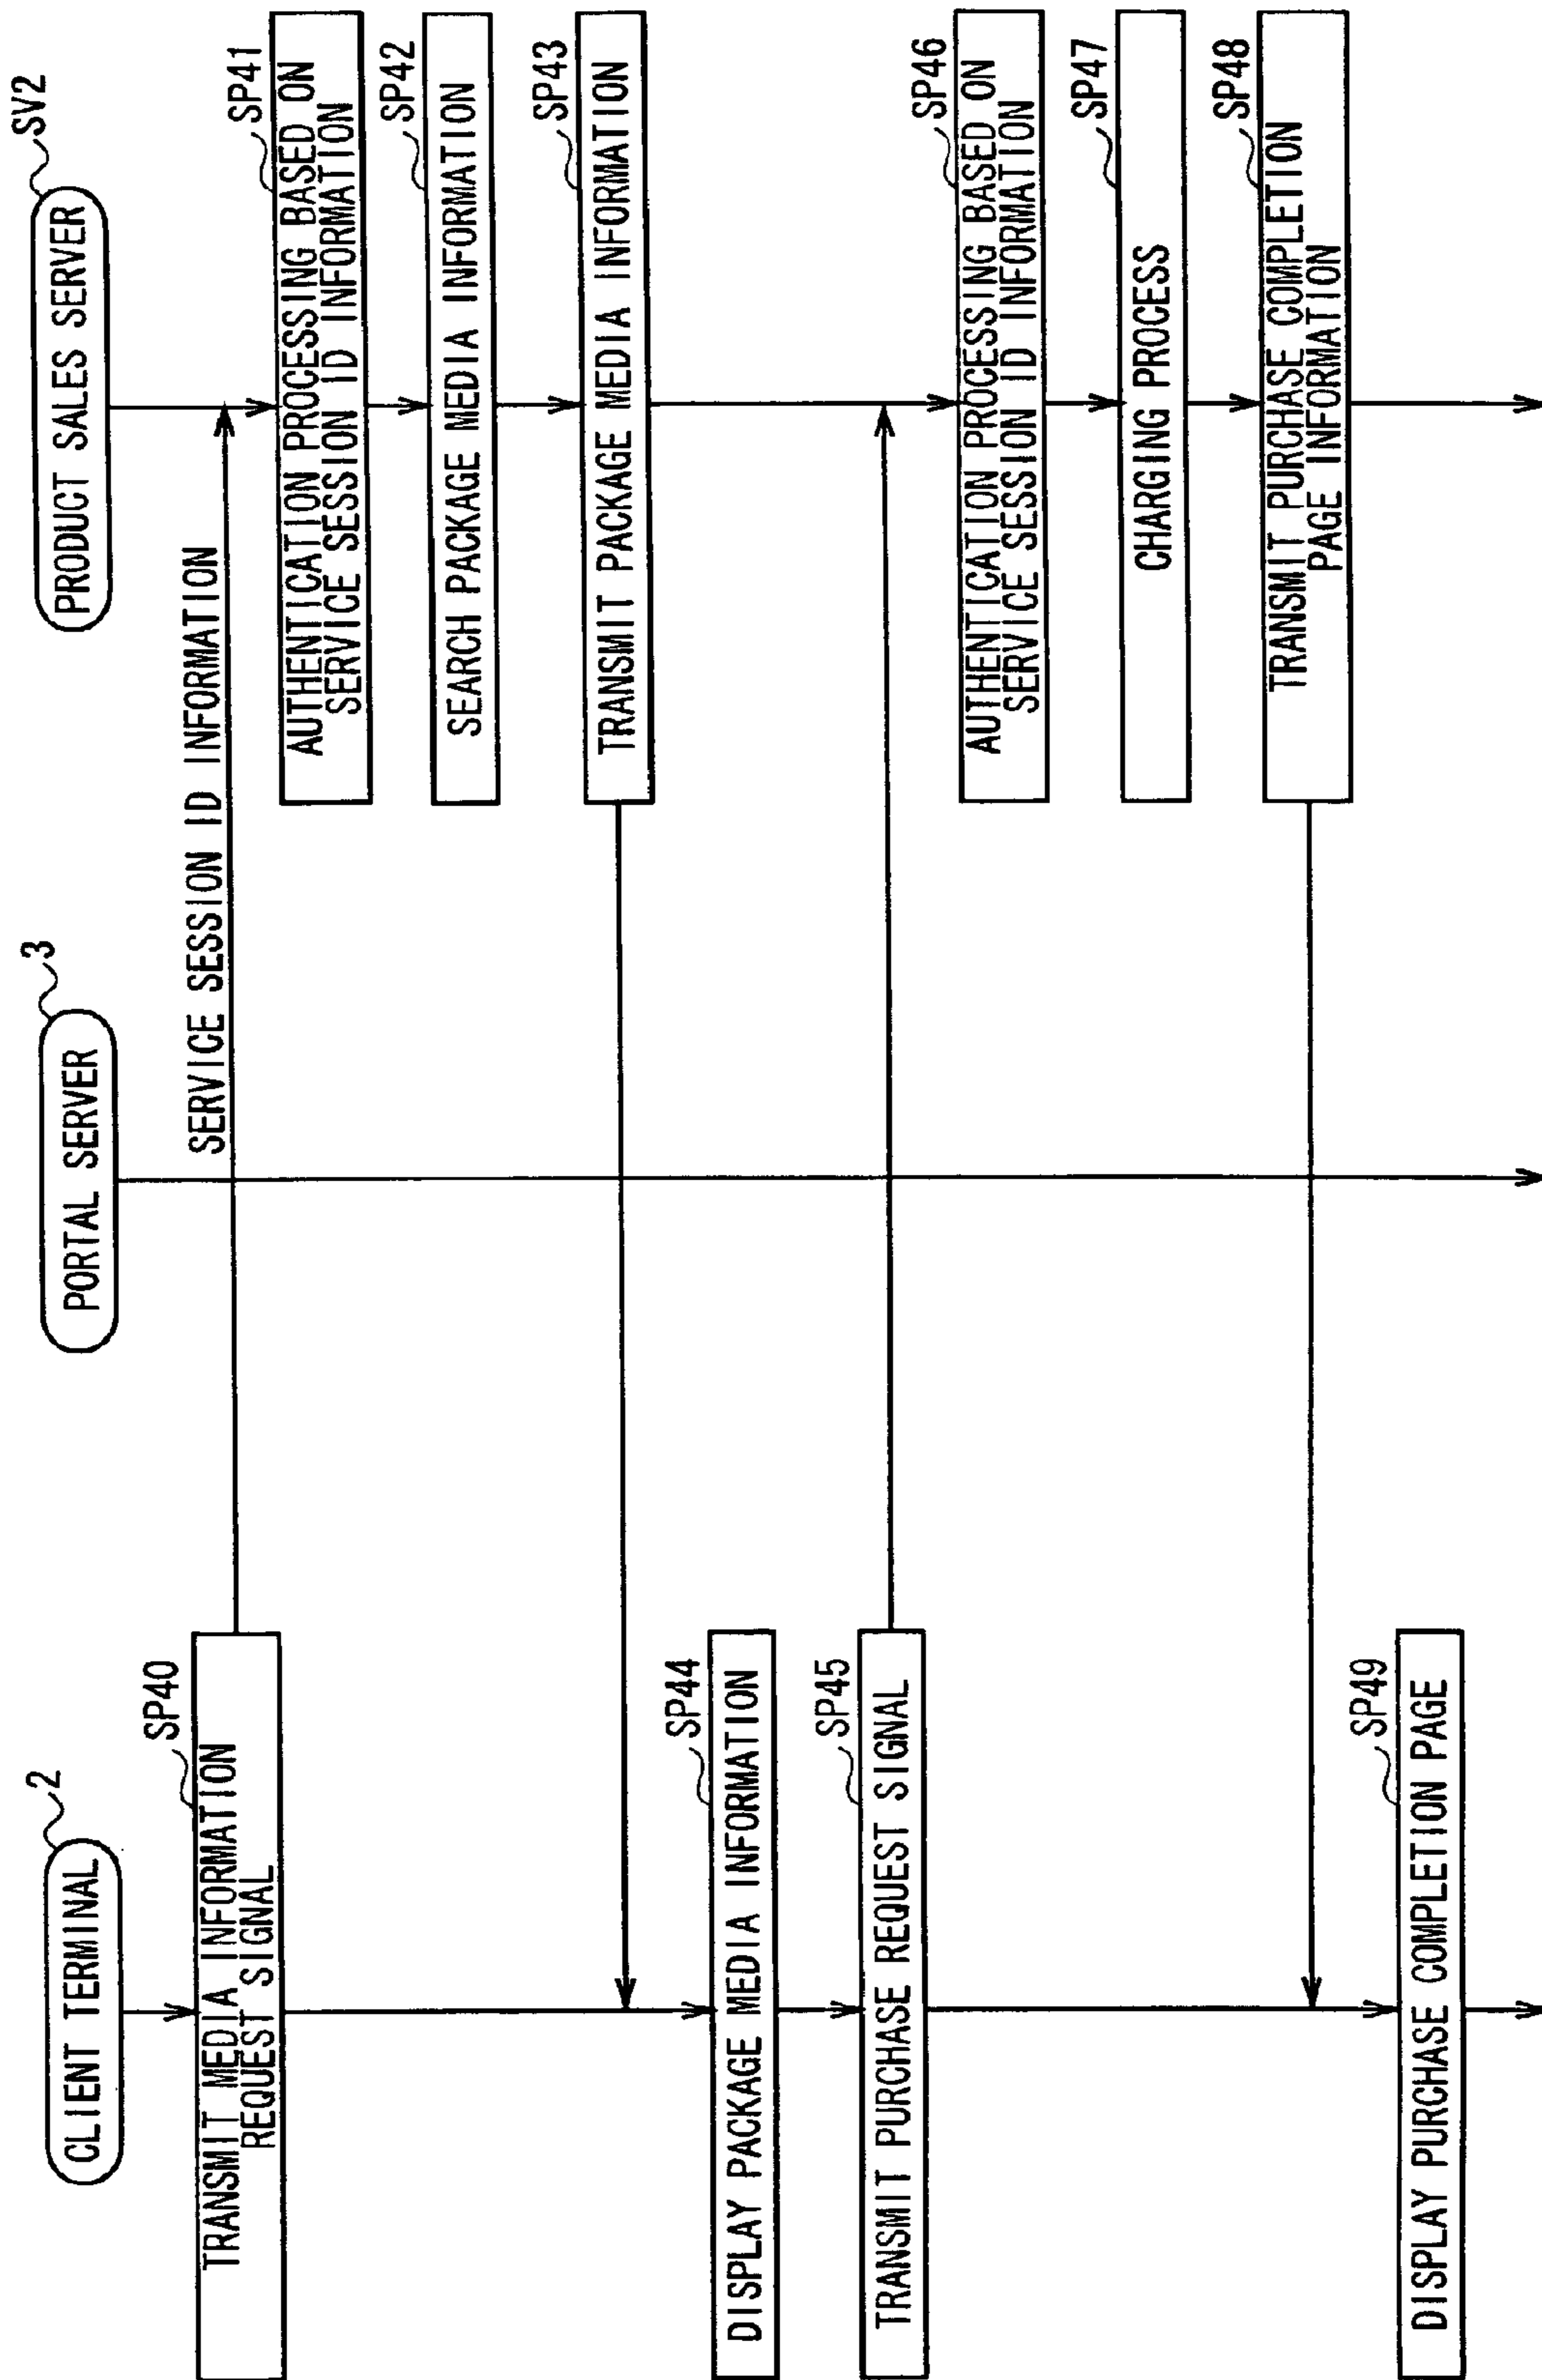 CLIENT TERMINAL
2
PORTAL SERVER
3
PRODUCT SALES SERVER
SV2
SP40
TRANSMIT MEDIA INFORMATION
REQUEST SIGNAL
SERVICE SESSION ID INFORMATION
SP41
AUTHENTICATION PROCESSING BASED ON
SERVICE SESSION ID INFORMATION
SP42
SEARCH PACKAGE MEDIA INFORMATION
SP43
TRANSMIT PACKAGE MEDIA INFORMATION
SP44
DISPLAY PACKAGE MEDIA INFORMATION
SP45
TRANSMIT PURCHASE REQUEST SIGNAL
SP46
AUTHENTICATION PROCESSING BASED ON
SERVICE SESSION ID INFORMATION
SP47
CHARGING PROCESS
SP48
TRANSMIT PURCHASE COMPLETION
PAGE INFORMATION
SP49
DISPLAY PURCHASE COMPLETION PAGE